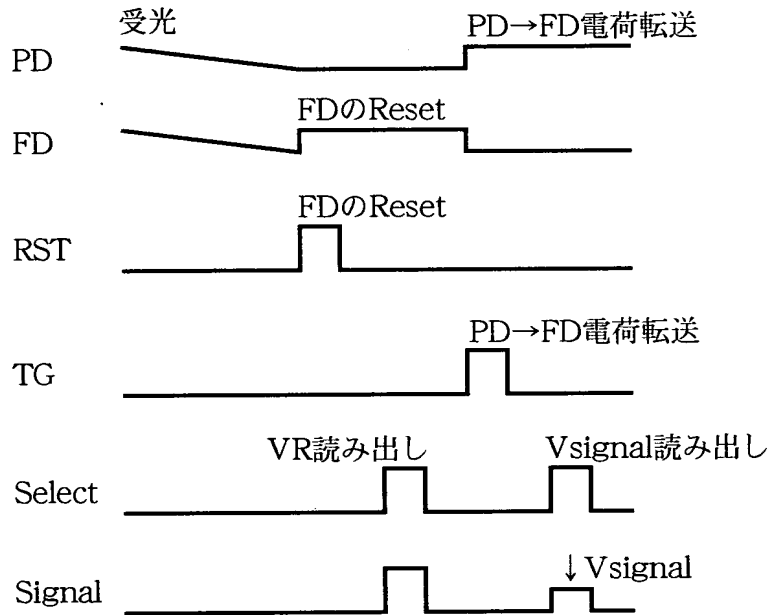 受光
PD→FD電荷転送
PD
FDのReset
FD
FDのReset
RST
PD→FD電荷転送
TG
VR読み出し
Vsignal読み出し
Select
↓Vsignal
Signal